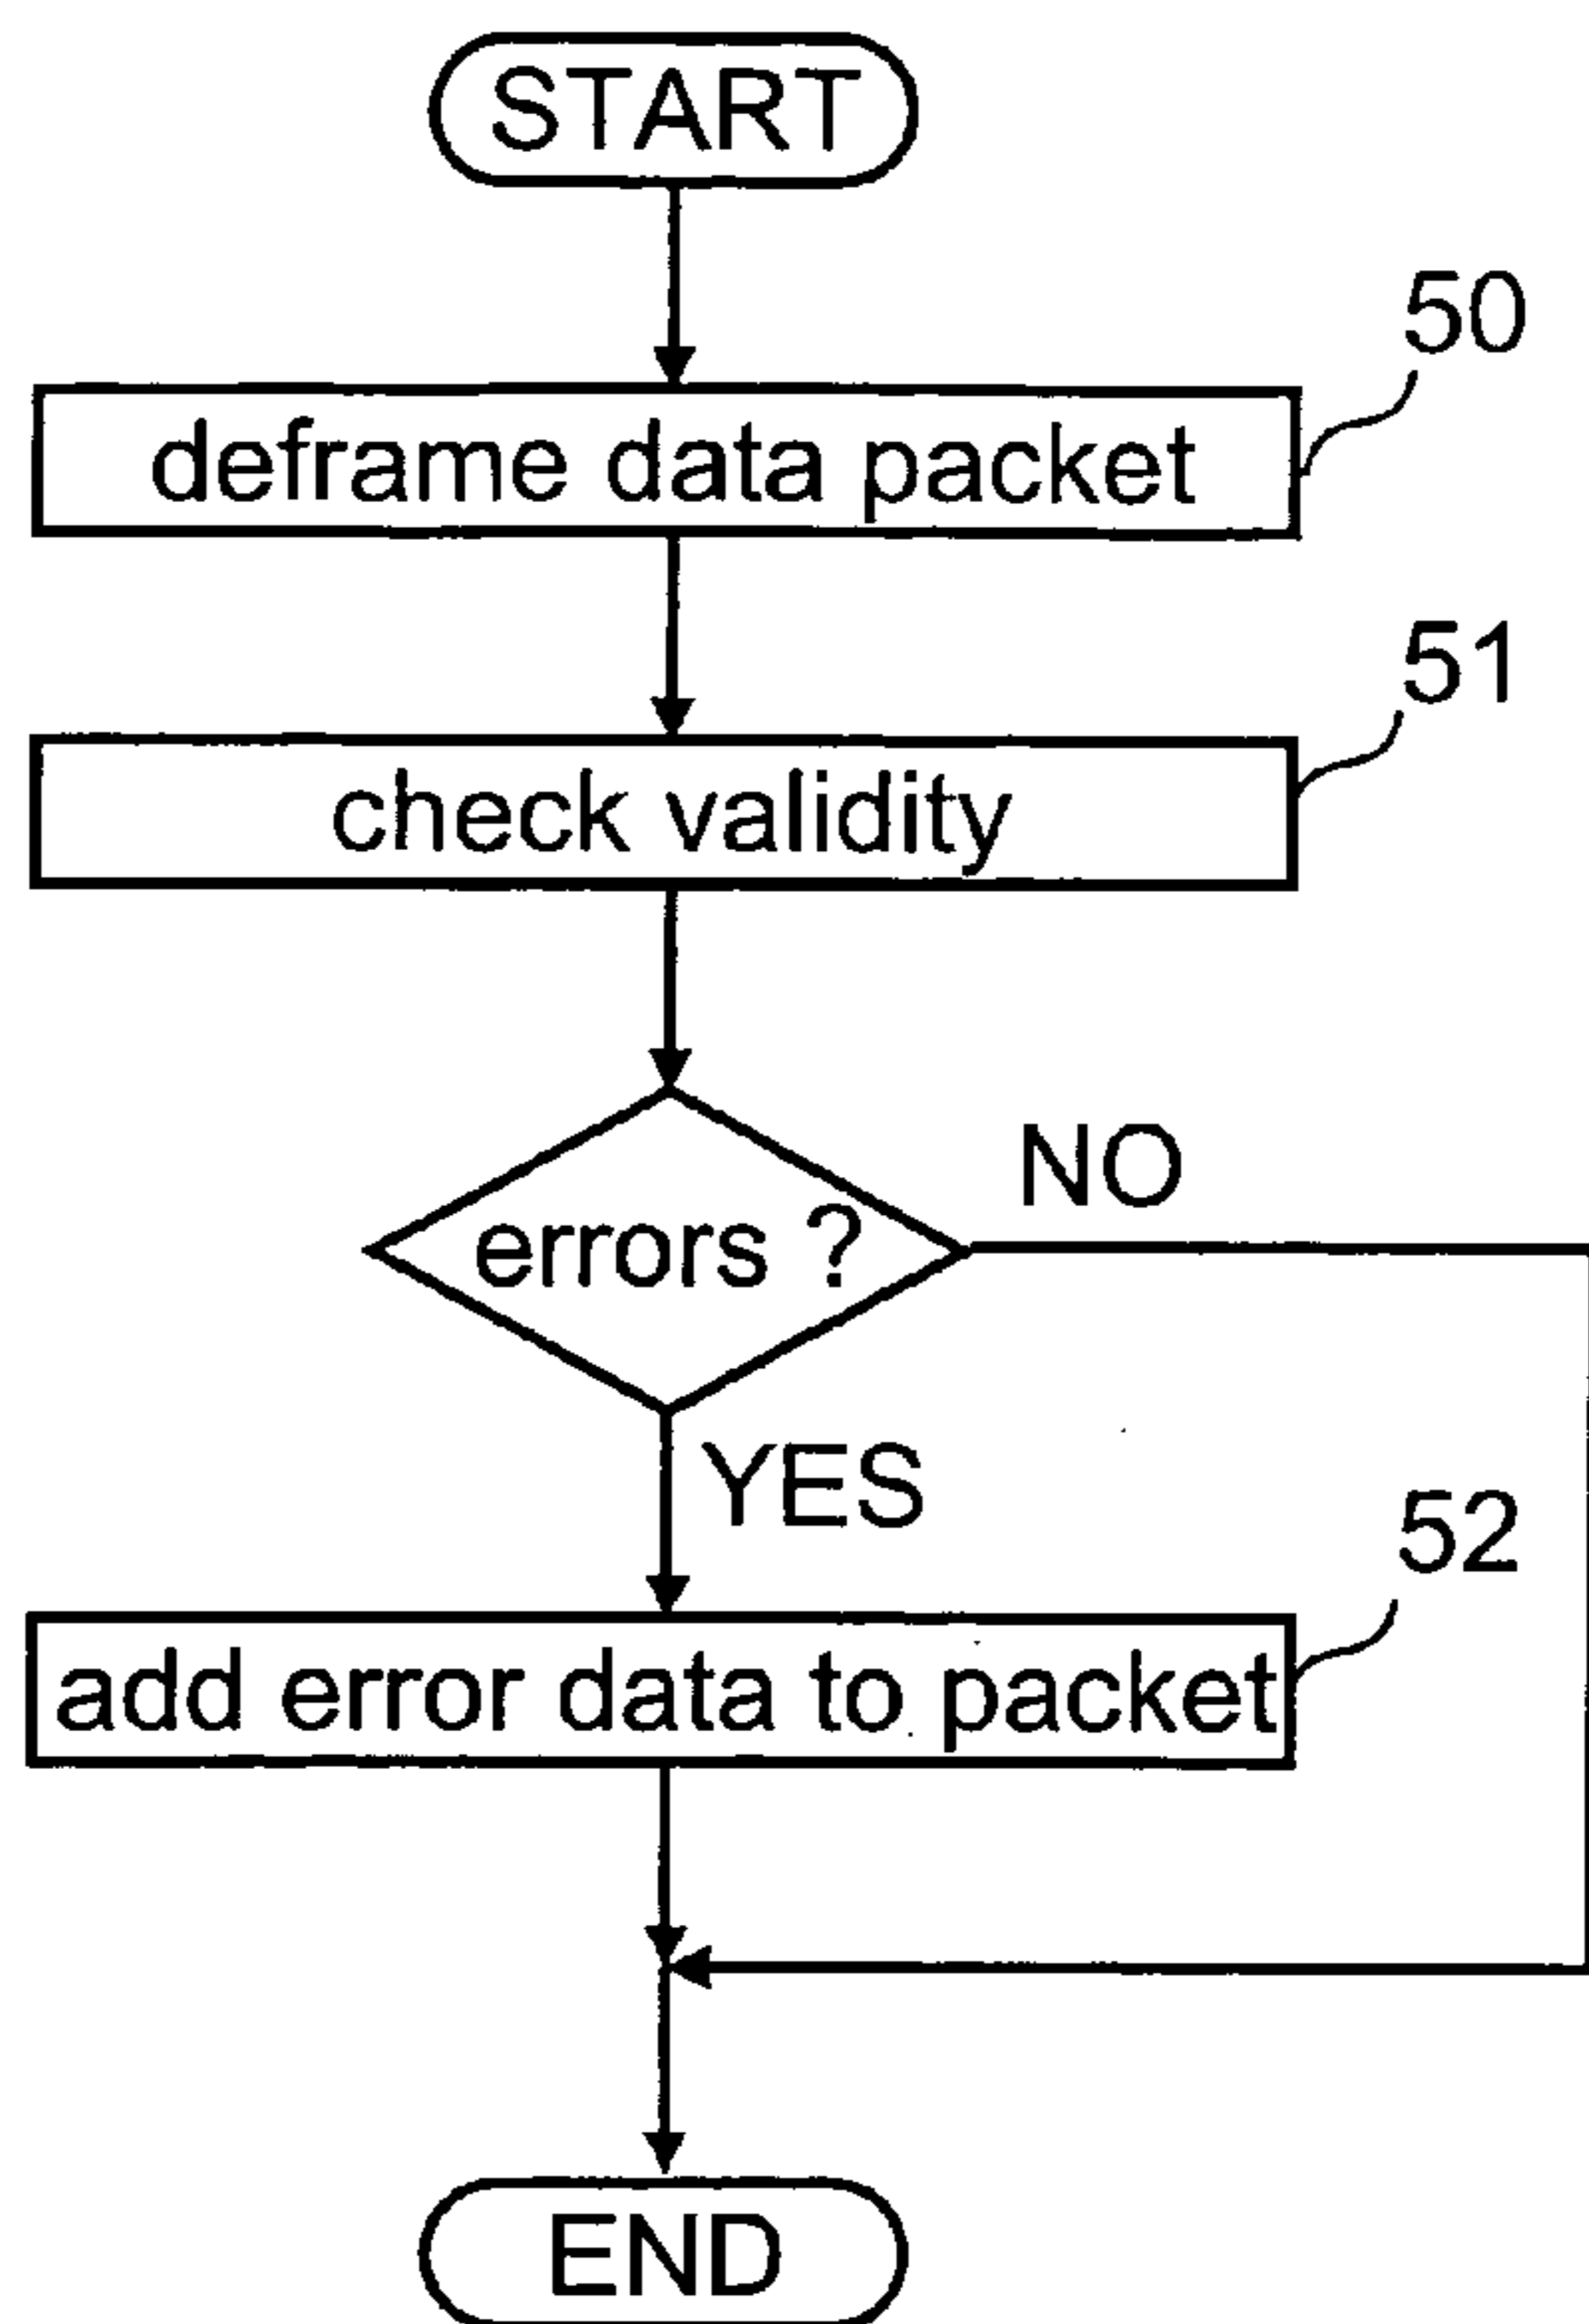 START
50
deframe data packet
51
check validity
NO
errors ?
YES
52
add error data to packet
END